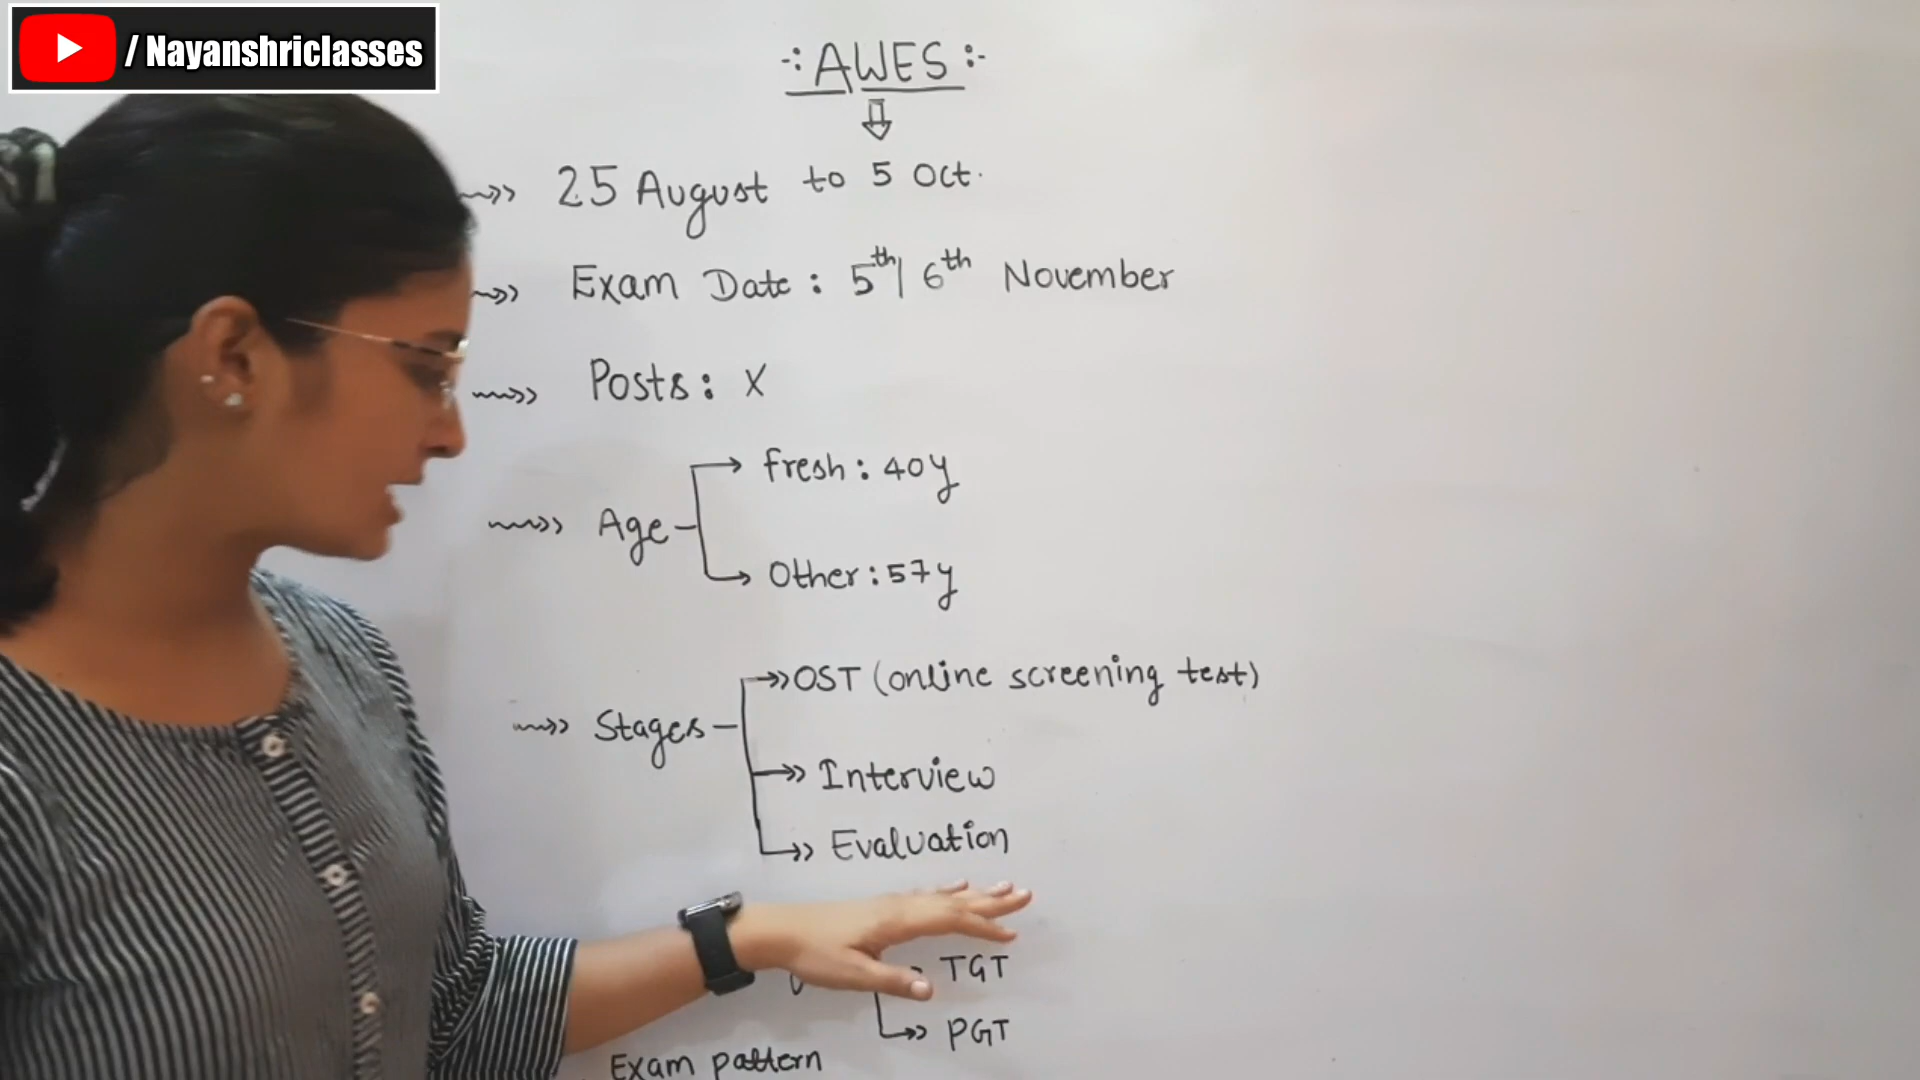 / Nayanshriclasses
-: AWES :-
25 August to 5 Oct.
Exam Date : 5th/ 6th November
Posts : X
Age
Fresh : 40y
Other : 57y
Stages
OST (online screening test)
Interview
Evaluation
TGT
PGT
Exam pattern